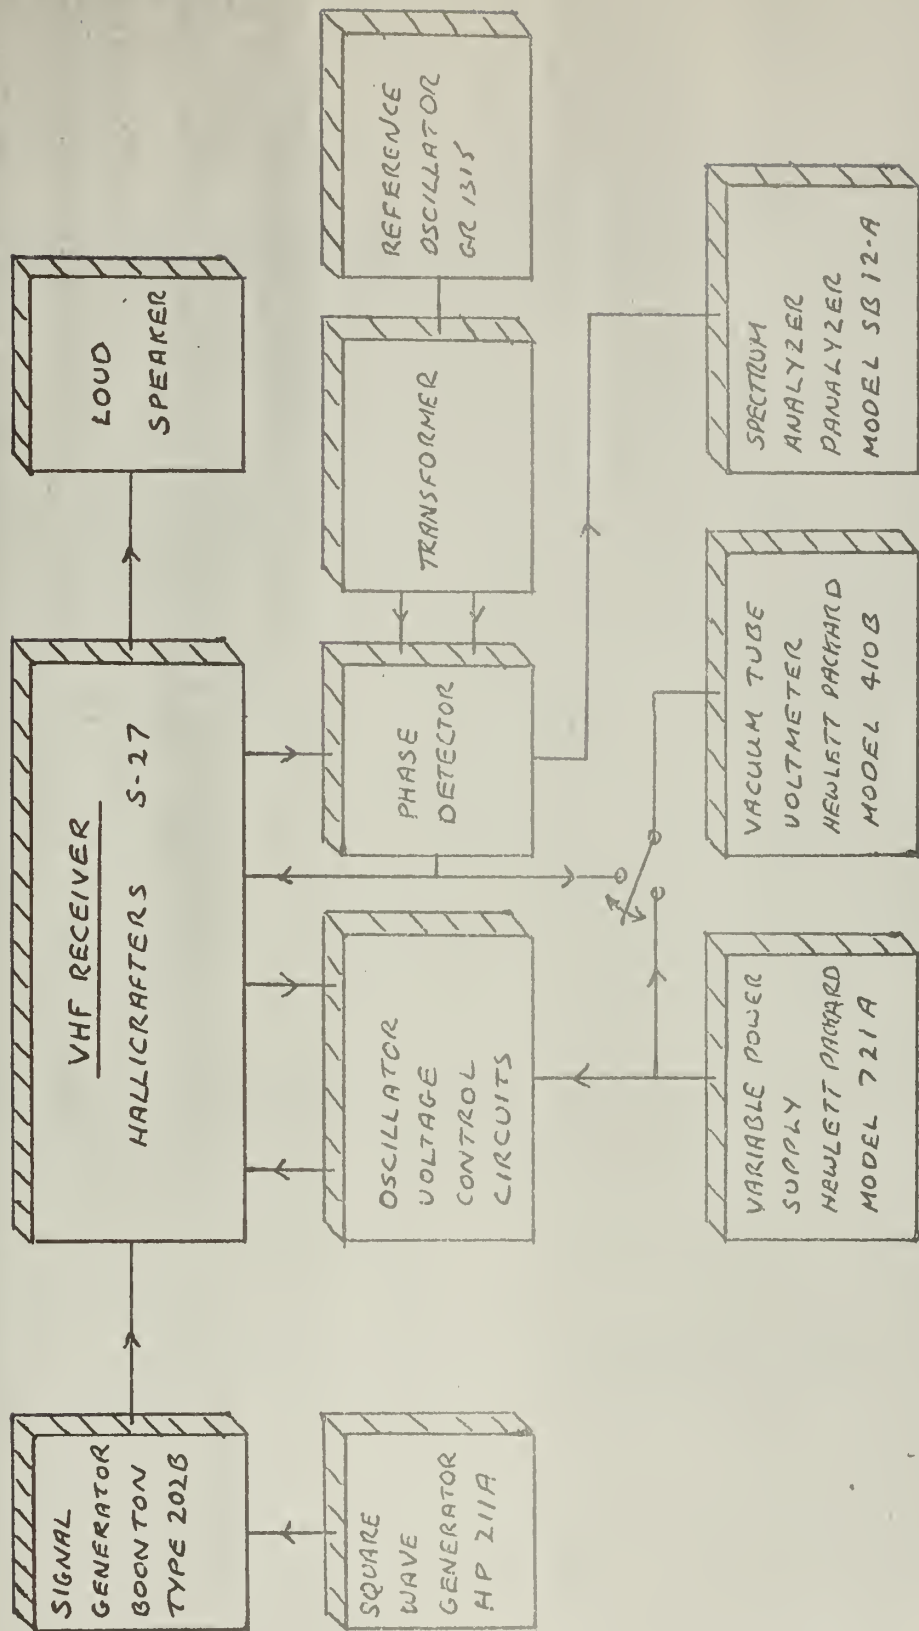 SIGNAL
GENERATOR
BOONTON
TYPE 202B
VHF RECEIVER
HALLICRAFTERS S-27
LOUD
SPEAKER
SQUARE
WAVE
GENERATOR
HP 211A
OSCILLATOR
VOLTAGE
CONTROL
CIRCUITS
PHASE
DETECTOR
TRANSFORMER
REFERENCE
OSCILLATOR
GR 1315
VARIABLE POWER
SUPPLY
HEWLETT PACKARD
MODEL 721A
VACUUM TUBE
VOLTMETER
HEWLETT PACKARD
MODEL 410B
SPECTRUM
ANALYZER
PANALYZER
MODEL SB 12-A